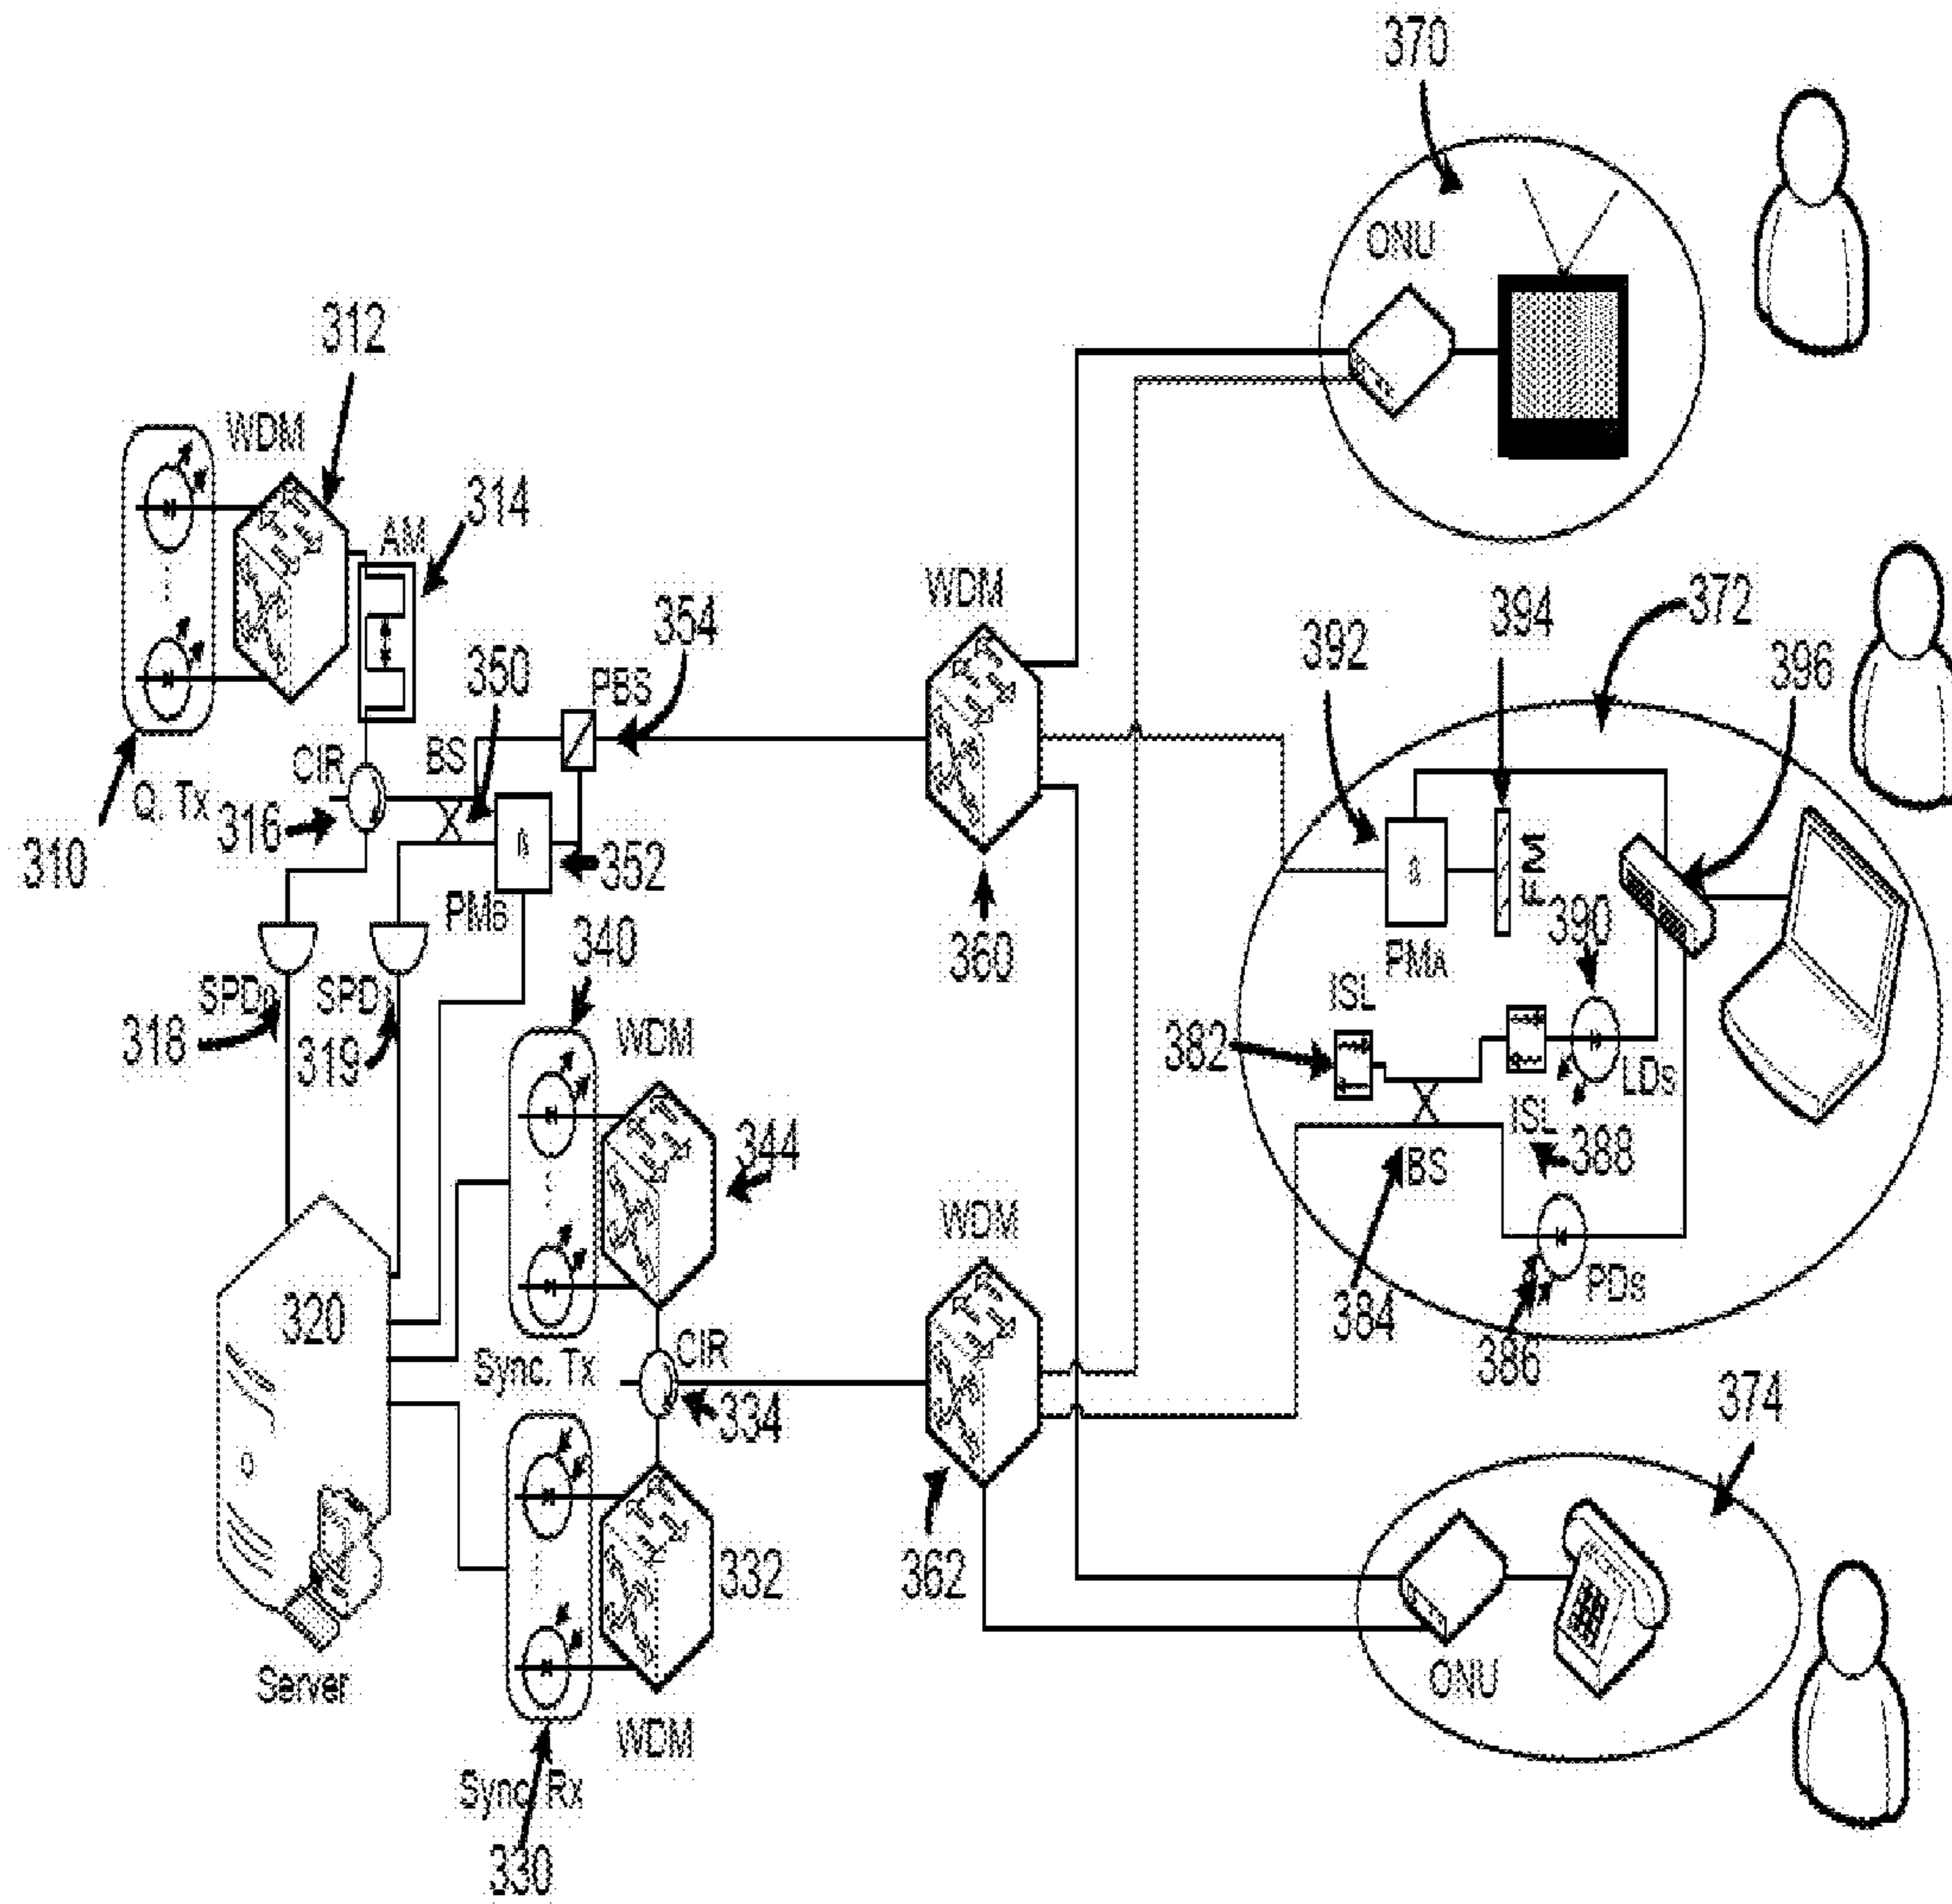 370
ONU
312
WDM
314
AM
354
WDM
394
372
392
396
350
PBS
BS
CIR
Q. Tx
316
310
352
PMB
FM
340
390
360
PMA
SPD0
SPD1
ISL
318
319
WDM
382
LDs
344
ISL
388
BS
WDM
320
384
PDs
386
CIR
Sync. Tx
334
374
362
332
Server
ONU
WDM
Sync. Rx
330